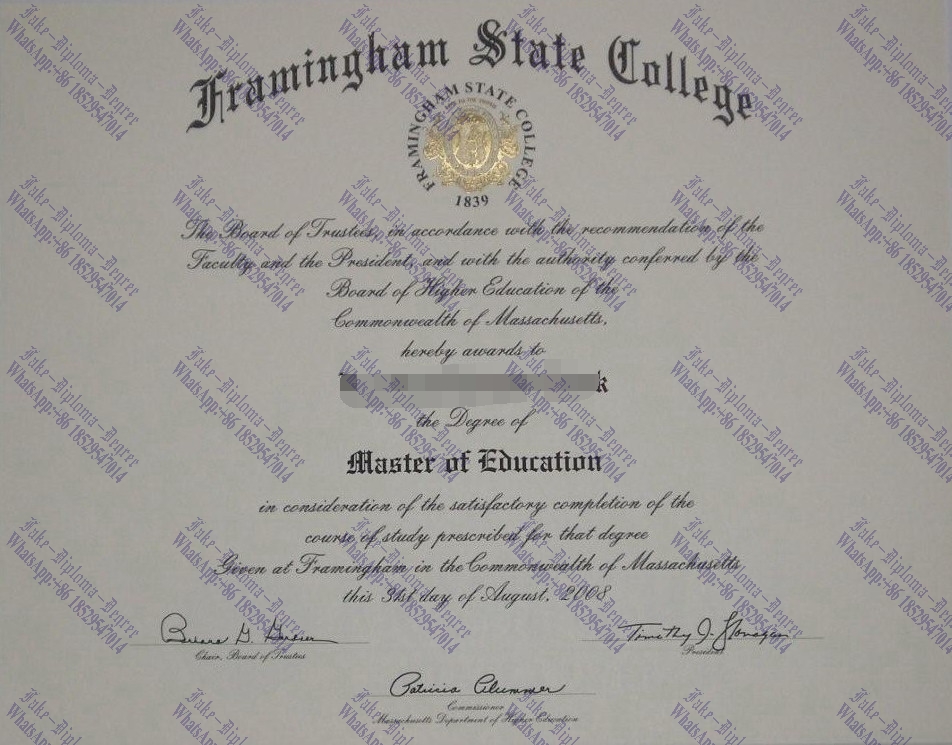 Framingham State College
FRAMINGHAM STATE COLLEGE
1839
The Board of Trustees, in accordance with the recommendation of the
Faculty and the President, and with the authority conferred by the
Board of Higher Education of the
Commonwealth of Massachusetts,
hereby awards to
k
the Degree of
Master of Education
in consideration of the satisfactory completion of the
course of study prescribed for that degree
Given at Framingham in the Commonwealth of Massachusetts
this 31st day of August, 2008
Timothy J. Flanagan
Chair, Board of Trustees
President
Patricia Plummer
Commissioner
Massachusetts Department of Higher Education
Fake-Diploma-Degree
WhatsApp:+86 18529547014